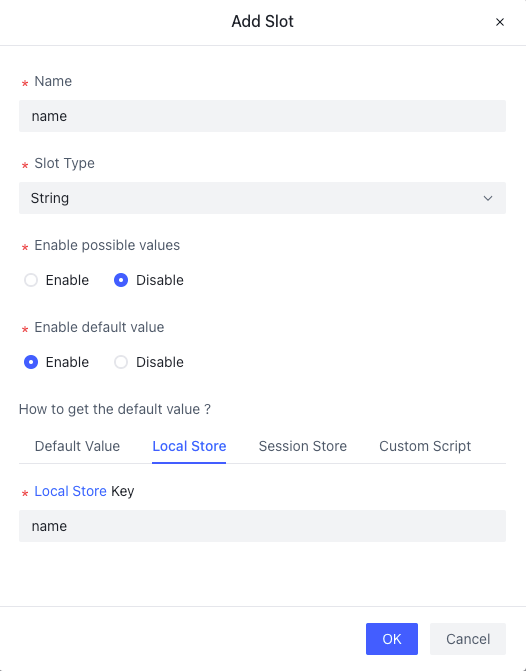 Add Slot ×
* Name
name
* Slot Type
String
* Enable possible values
Enable Disable
* Enable default value
Enable Disable
How to get the default value ?
Default Value Local Store Session Store Custom Script
* Local Store Key
name
OK Cancel